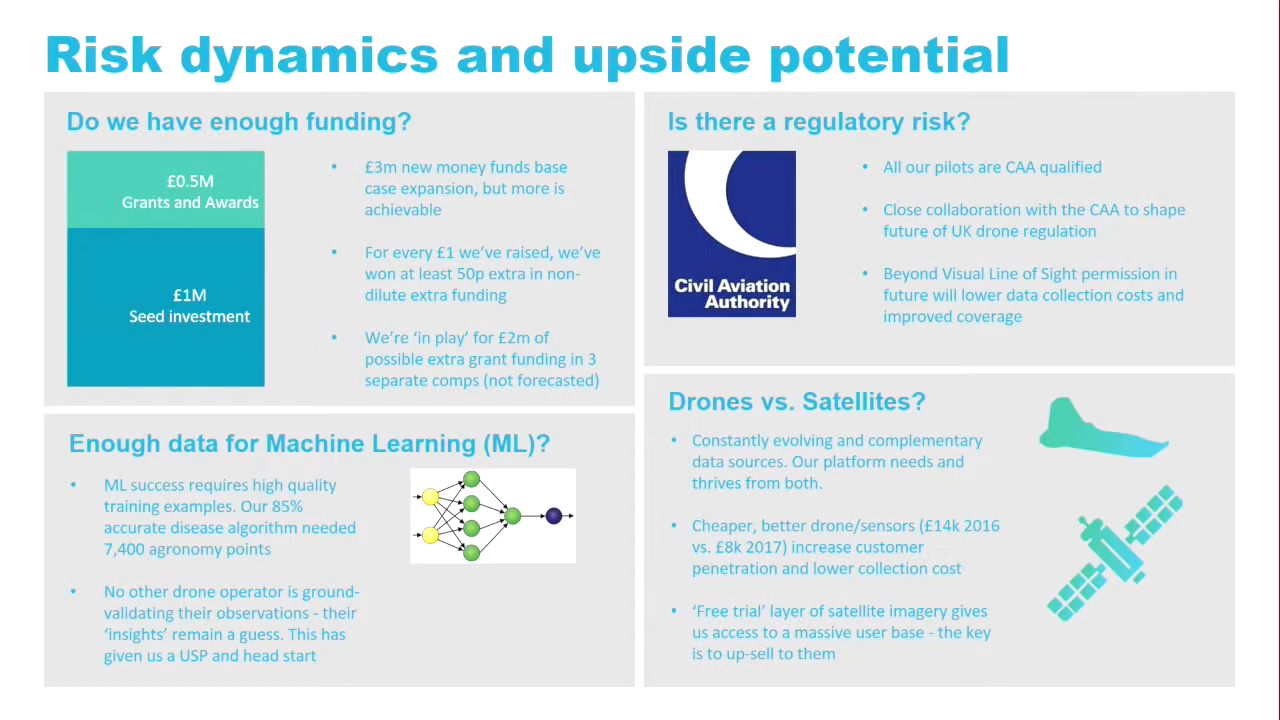 Risk dynamics and upside potential
Do we have enough funding?
£0.5M
Grants and Awards
£1M
Seed investment
• £3m new money funds base
case expansion, but more is
achievable
• For every £1 we've raised, we've
won at least 50p extra in non-
dilute extra funding
• We're 'in play' for £2m of
possible extra grant funding in 3
separate comps (not forecasted)
Is there a regulatory risk?
Civil Aviation
Authority
• All our pilots are CAA qualified
• Close collaboration with the CAA to shape
future of UK drone regulation
• Beyond Visual Line of Sight permission in
future will lower data collection costs and
improved coverage
Enough data for Machine Learning (ML)?
• ML success requires high quality
training examples. Our 85%
accurate disease algorithm needed
7,400 agronomy points
• No other drone operator is ground-
validating their observations - their
'insights' remain a guess. This has
given us a USP and head start
Drones vs. Satellites?
• Constantly evolving and complementary
data sources. Our platform needs and
thrives from both.
• Cheaper, better drone/sensors (£14k 2016
vs. £8k 2017) increase customer
penetration and lower collection cost
• 'Free trial' layer of satellite imagery gives
us access to a massive user base - the key
is to up-sell to them